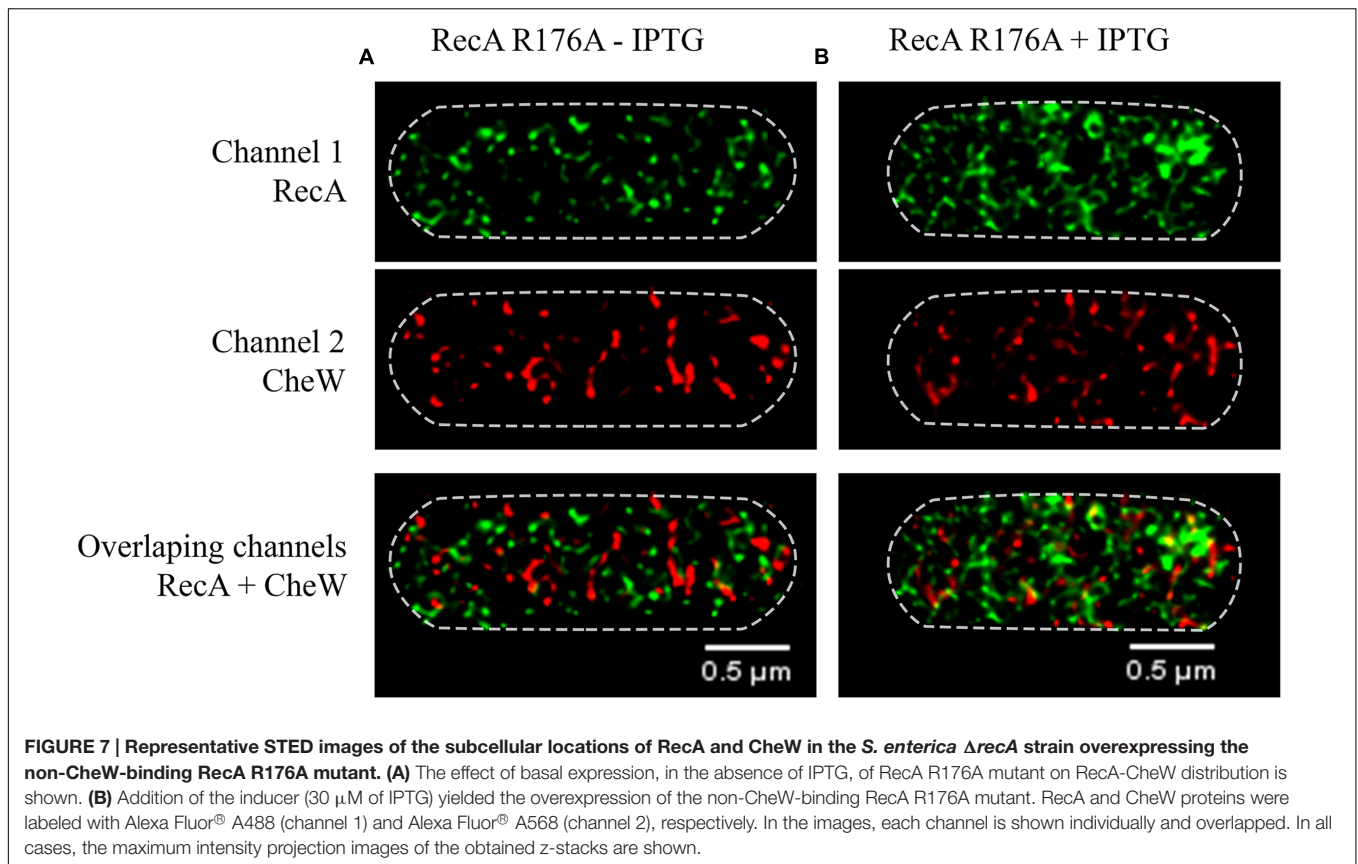 RecA R176A - IPTG
RecA R176A + IPTG
A
B
Channel 1
RecA
Channel 2
CheW
Overlaping channels
RecA + CheW
0.5 µm
0.5 µm
FIGURE 7 | Representative STED images of the subcellular locations of RecA and CheW in the S. enterica ΔrecA strain overexpressing the
non-CheW-binding RecA R176A mutant. (A) The effect of basal expression, in the absence of IPTG, of RecA R176A mutant on RecA-CheW distribution is
shown. (B) Addition of the inducer (30 µM of IPTG) yielded the overexpression of the non-CheW-binding RecA R176A mutant. RecA and CheW proteins were
labeled with Alexa Fluor® A488 (channel 1) and Alexa Fluor® A568 (channel 2), respectively. In the images, each channel is shown individually and overlapped. In all
cases, the maximum intensity projection images of the obtained z-stacks are shown.